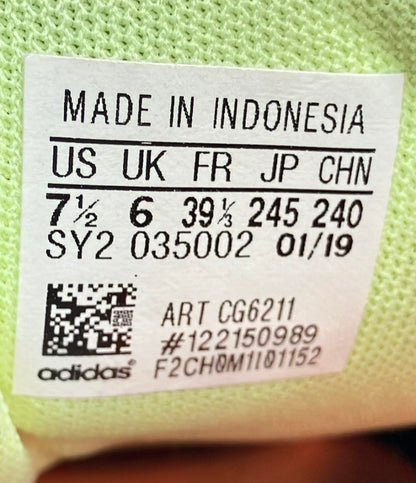 MADE IN INDONESIA
US UK FR JP CHN
7½ 6 39⅓ 245 240
SY2 035002 01/19
ART CG6211
#122150989
adidas® F2CH0M1I01152